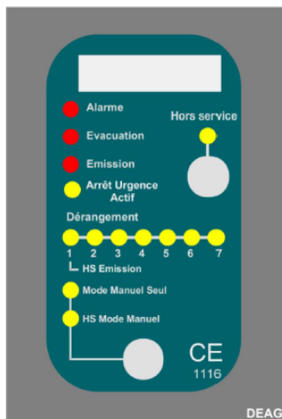 Alarme
Hors service
Evacuation
Emission
Arrêt Urgence
Actif
Dérangement
1 2 3 4 5 6 7
HS Emission
Mode Manuel Seul
HS Mode Manuel
CE
1116
DEAG